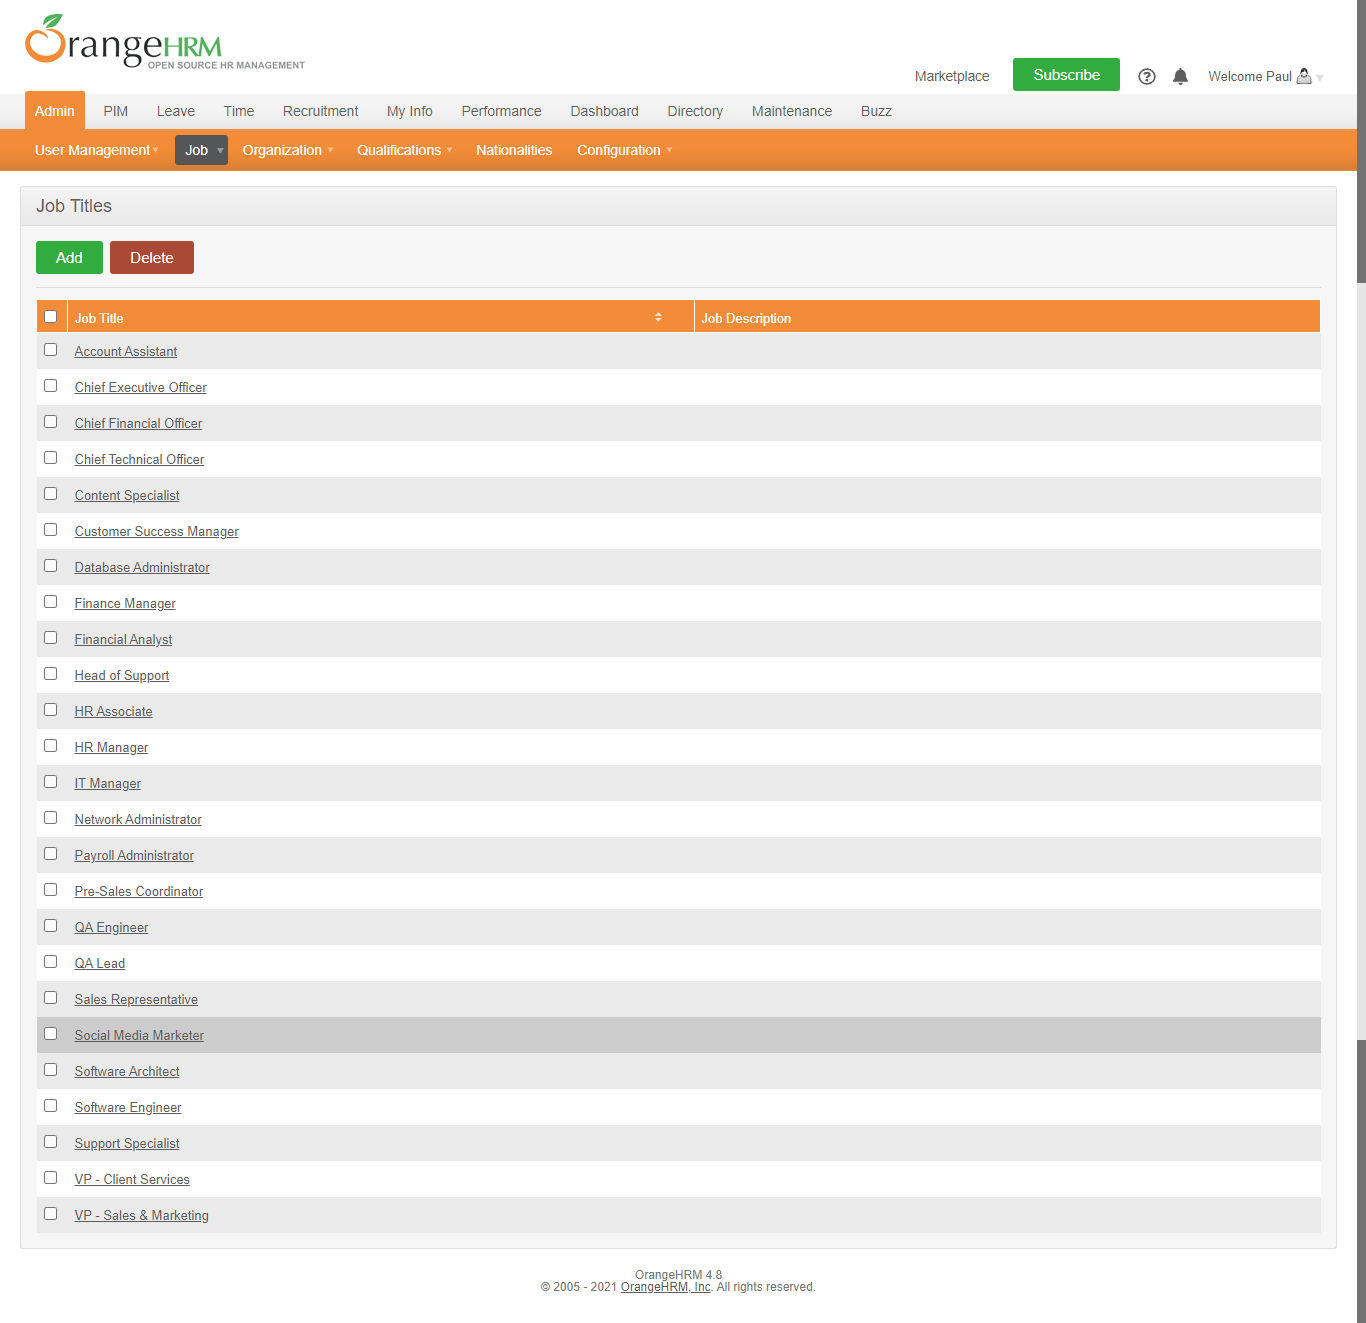 OrangeHRM
OPEN SOURCE HR MANAGEMENT
Marketplace Subscribe Welcome Paul
Admin PIM Leave Time Recruitment My Info Performance Dashboard Directory Maintenance Buzz
User Management Job Organization Qualifications Nationalities Configuration
Job Titles
Add Delete
Job Title Job Description
Account Assistant
Chief Executive Officer
Chief Financial Officer
Chief Technical Officer
Content Specialist
Customer Success Manager
Database Administrator
Finance Manager
Financial Analyst
Head of Support
HR Associate
HR Manager
IT Manager
Network Administrator
Payroll Administrator
Pre-Sales Coordinator
QA Engineer
QA Lead
Sales Representative
Social Media Marketer
Software Architect
Software Engineer
Support Specialist
VP - Client Services
VP - Sales & Marketing
OrangeHRM 4.8
© 2005 - 2021 OrangeHRM, Inc. All rights reserved.